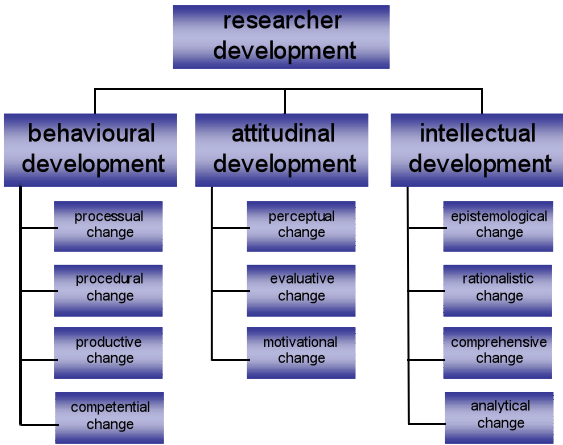 researcher
development
behavioural
development
attitudinal
development
intellectual
development
processual
change
procedural
change
productive
change
competential
change
perceptual
change
evaluative
change
motivational
change
epistemological
change
rationalistic
change
comprehensive
change
analytical
change